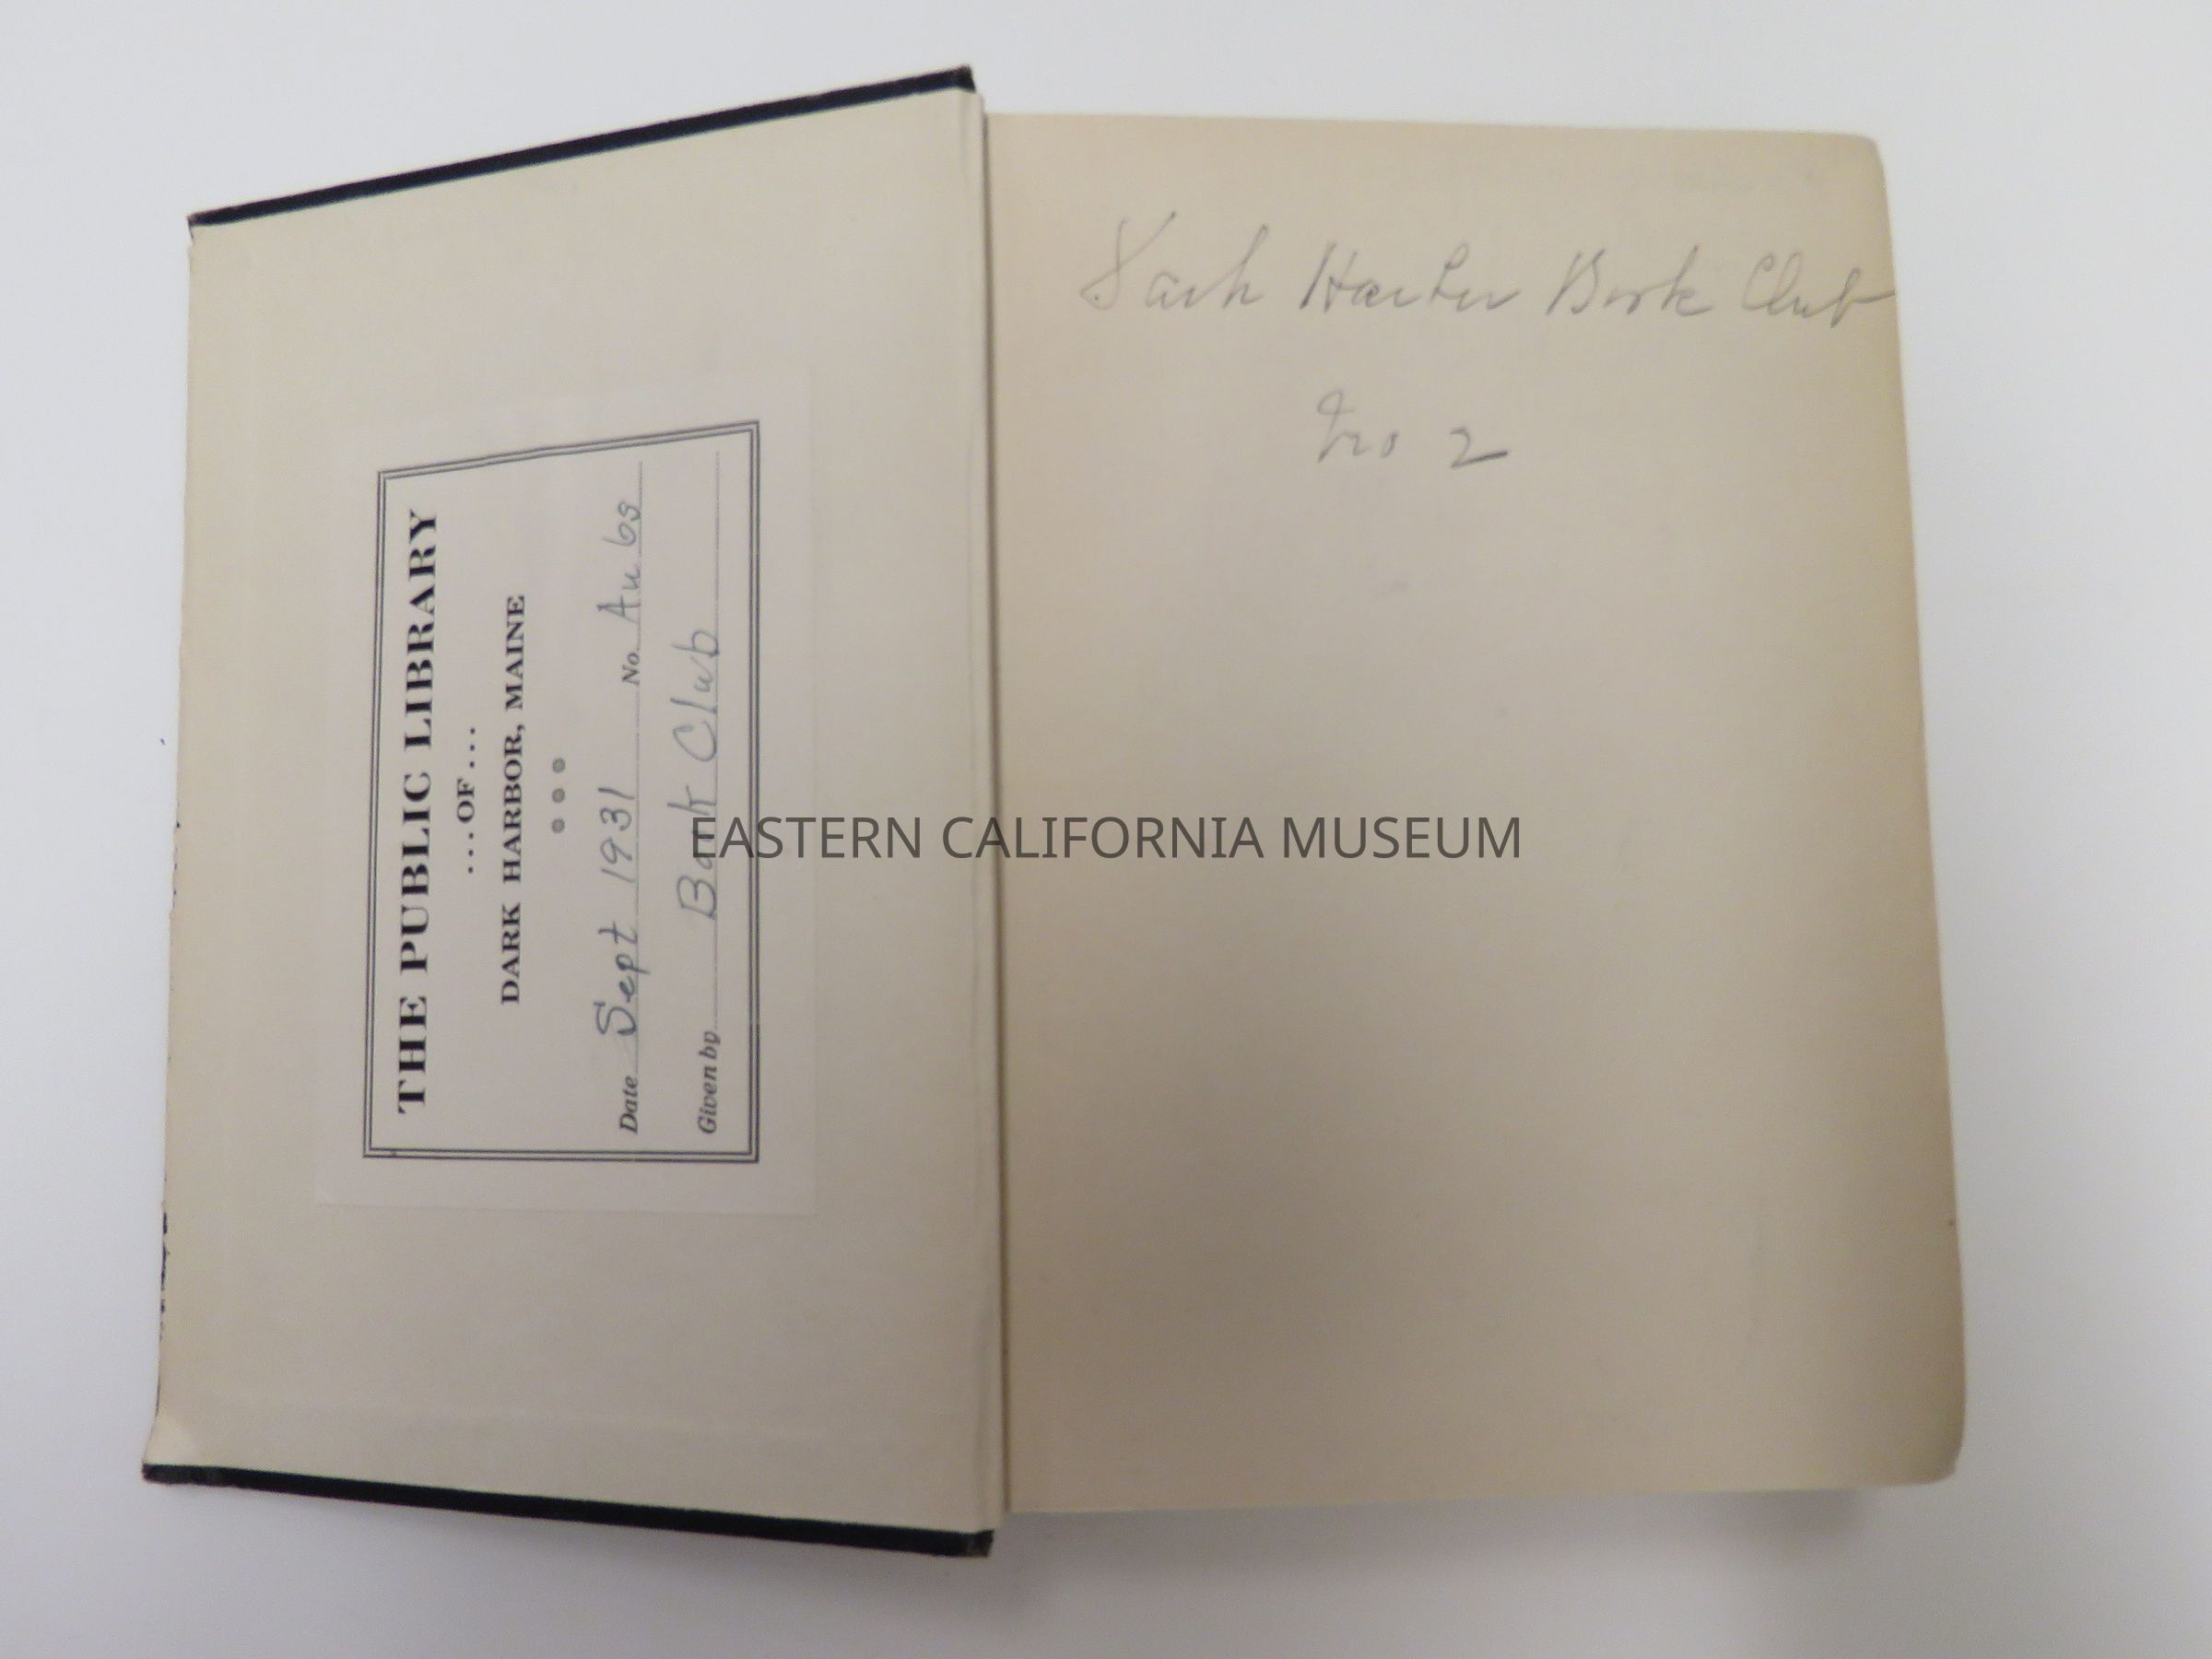 THE PUBLIC LIBRARY
....OF....
DARK HARBOR, MAINE
Date Sept 1931 No. Au 63
Given by Book Club
Dark Harbor Book Club
No 2
EASTERN CALIFORNIA MUSEUM